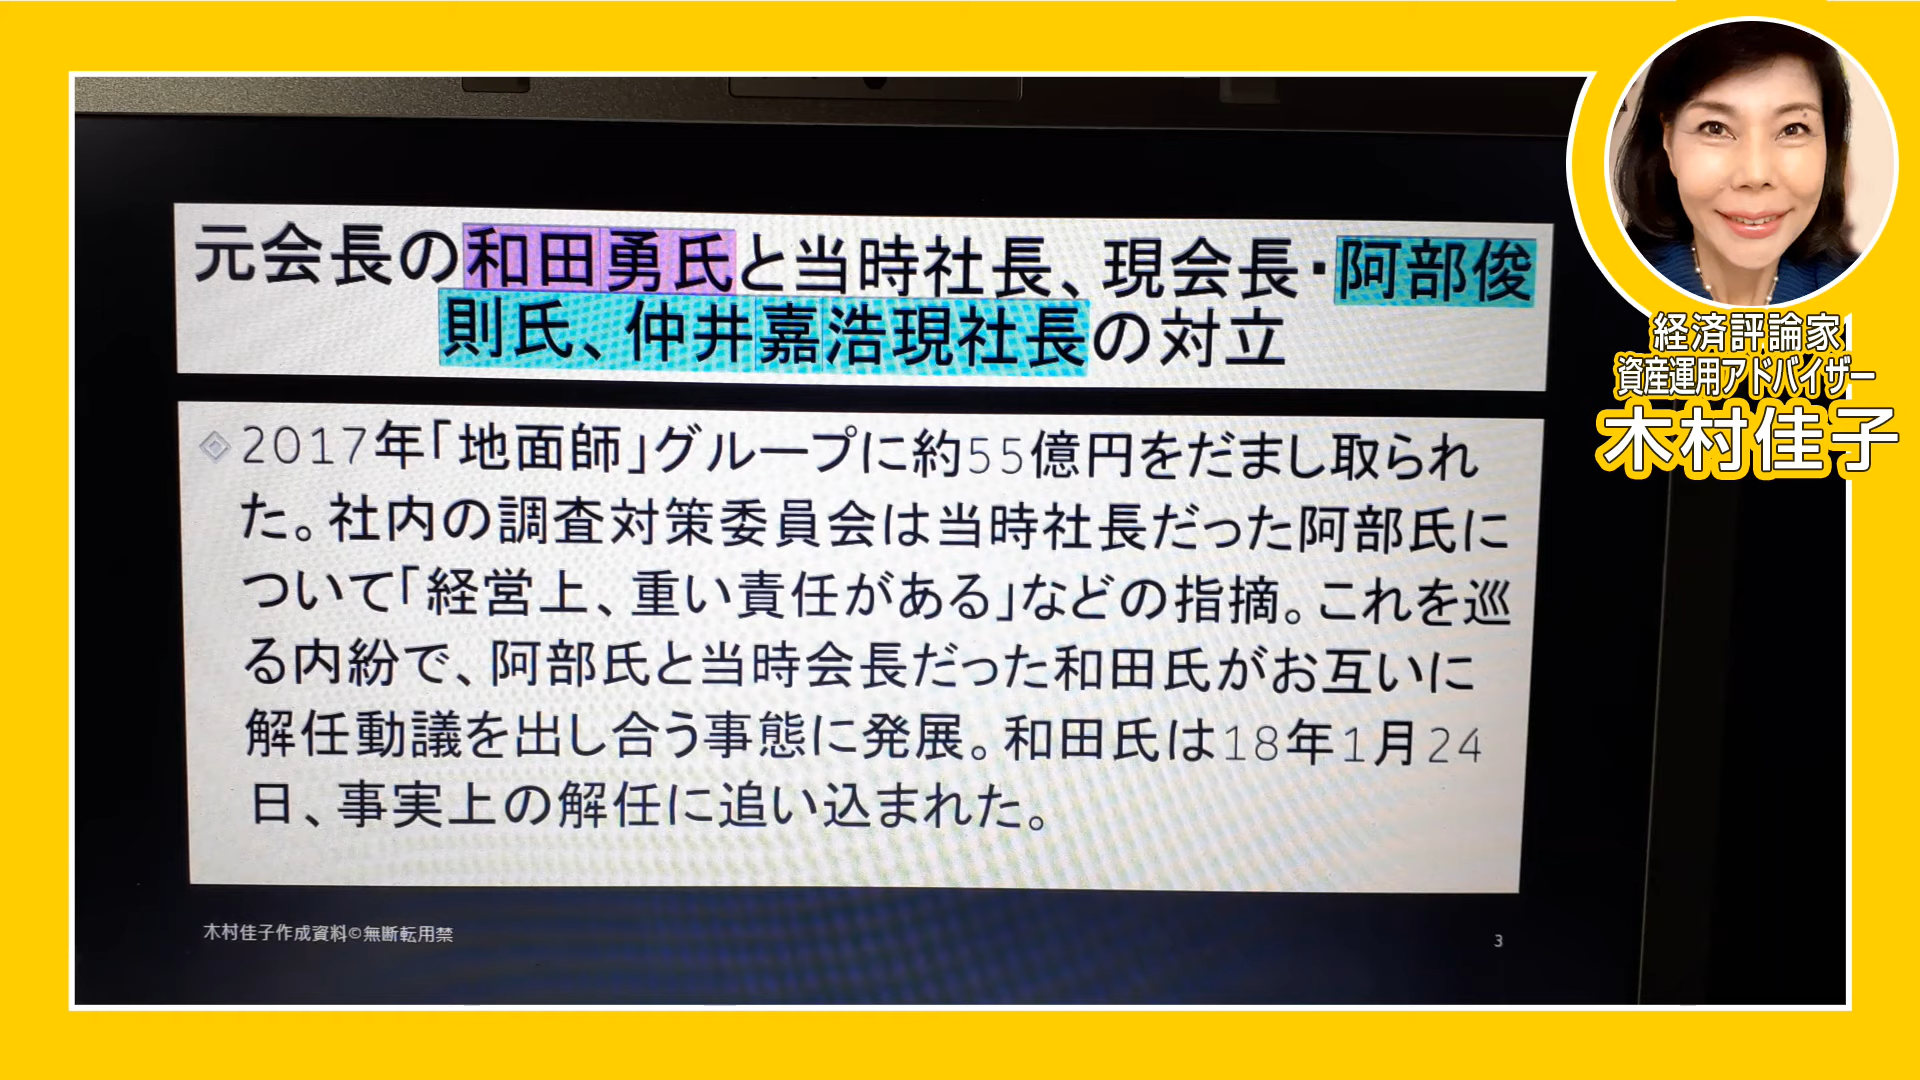 元会長の和田勇氏と当時社長、現会長・阿部俊
則氏、仲井嘉浩現社長の対立
2017年「地面師」グループに約55億円をだまし取られ
た。社内の調査対策委員会は当時社長だった阿部氏に
ついて「経営上、重い責任がある」などの指摘。これを巡
る内紛で、阿部氏と当時会長だった和田氏がお互いに
解任動議を出し合う事態に発展。和田氏は18年1月24
日、事実上の解任に追い込まれた。
木村佳子作成資料©無断転用禁
3
経済評論家
資産運用アドバイザー
木村佳子